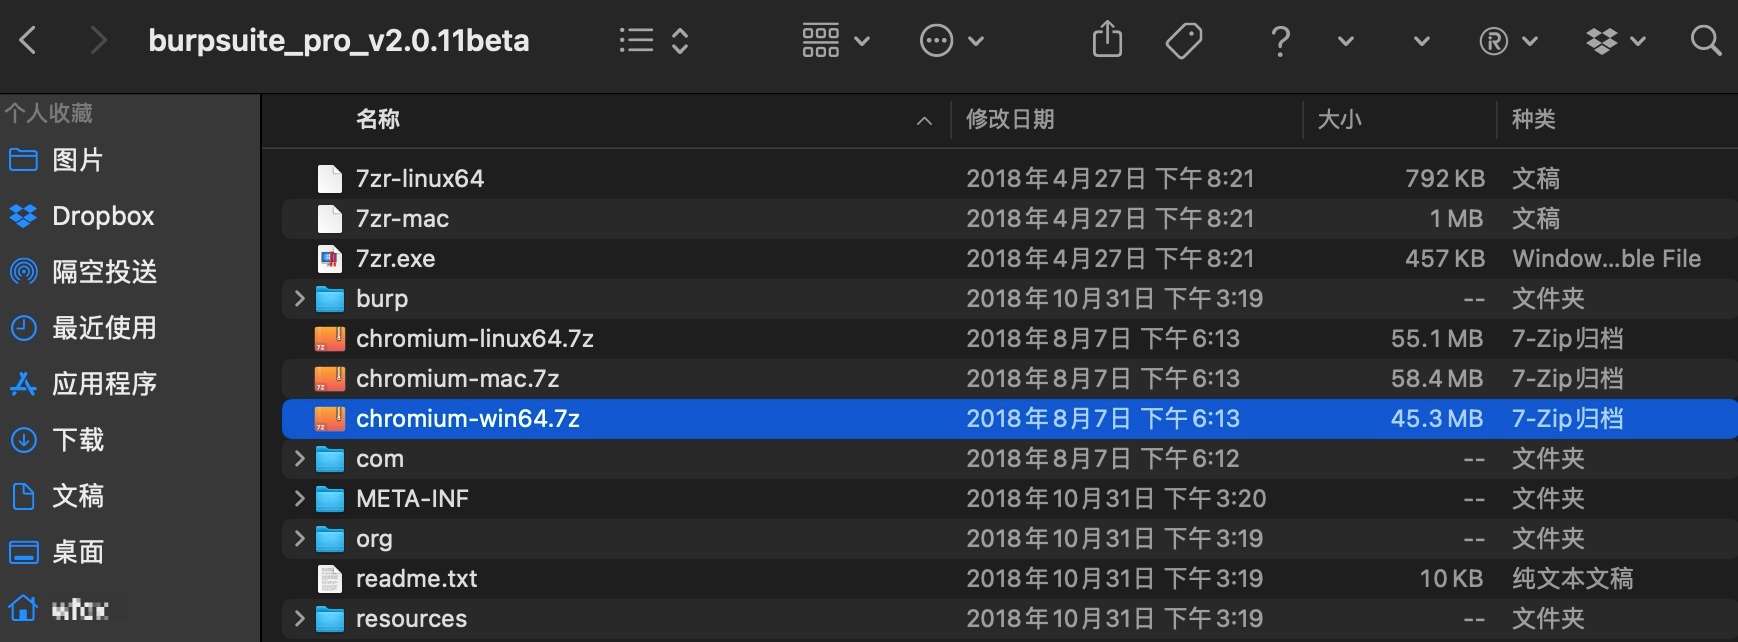 burpsuite_pro_v2.0.11beta
个人收藏
图片
Dropbox
隔空投送
最近使用
应用程序
下载
文稿
桌面
名称 修改日期 大小 种类
7zr-linux64 2018年4月27日 下午8:21 792 KB 文稿
7zr-mac 2018年4月27日 下午8:21 1 MB 文稿
7zr.exe 2018年4月27日 下午8:21 457 KB Window...ble File
burp 2018年10月31日 下午3:19 -- 文件夹
chromium-linux64.7z 2018年8月7日 下午6:13 55.1 MB 7-Zip归档
chromium-mac.7z 2018年8月7日 下午6:13 58.4 MB 7-Zip归档
chromium-win64.7z 2018年8月7日 下午6:13 45.3 MB 7-Zip归档
com 2018年8月7日 下午6:12 -- 文件夹
META-INF 2018年10月31日 下午3:20 -- 文件夹
org 2018年10月31日 下午3:19 -- 文件夹
readme.txt 2018年10月31日 下午3:19 10 KB 纯文本文稿
resources 2018年10月31日 下午3:19 -- 文件夹